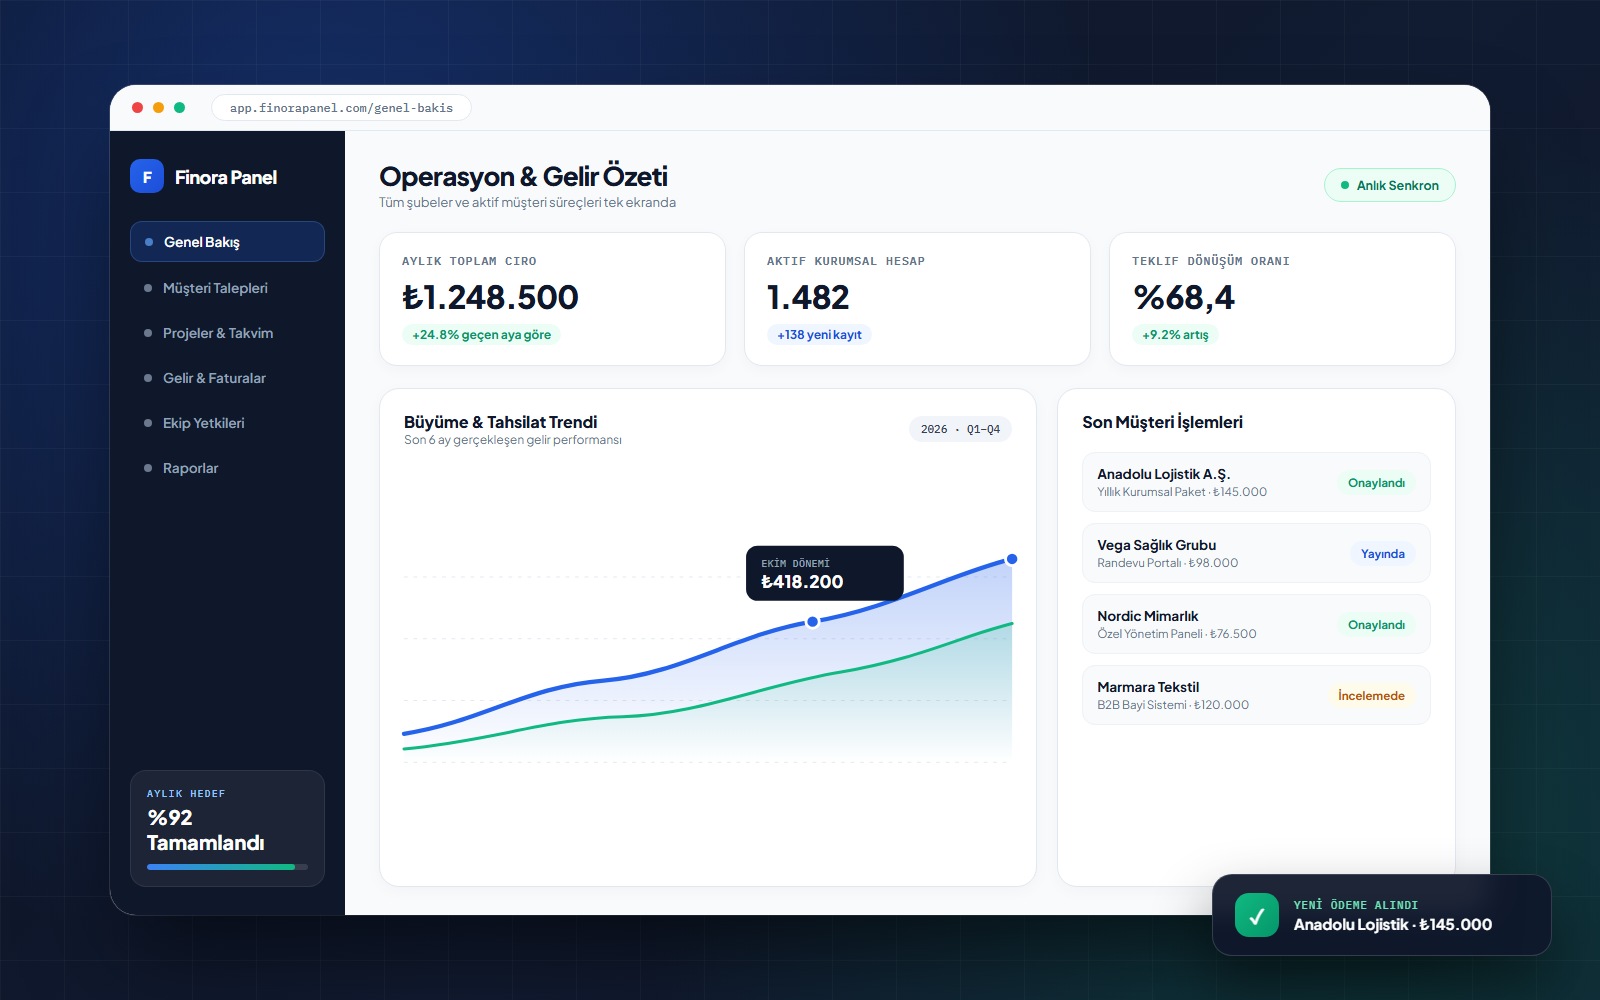 app.finorapanel.com/genel-bakis
F
Finora Panel
Genel Bakış
Müşteri Talepleri
Projeler & Takvim
Gelir & Faturalar
Ekip Yetkileri
Raporlar
AYLIK HEDEF
%92
Tamamlandı
Operasyon & Gelir Özeti
Tüm şubeler ve aktif müşteri süreçleri tek ekranda
Anlık Senkron
AYLIK TOPLAM CIRO
₺1.248.500
+24.8% geçen aya göre
AKTIF KURUMSAL HESAP
1.482
+138 yeni kayıt
TEKLIF DÖNÜŞÜM ORANI
%68,4
+9.2% artış
Büyüme & Tahsilat Trendi
Son 6 ay gerçekleşen gelir performansı
2026 · Q1–Q4
EKİM DÖNEMİ
₺418.200
Son Müşteri İşlemleri
Anadolu Lojistik A.Ş.
Yıllık Kurumsal Paket · ₺145.000
Onaylandı
Vega Sağlık Grubu
Randevu Portalı · ₺98.000
Yayında
Nordic Mimarlık
Özel Yönetim Paneli · ₺76.500
Onaylandı
Marmara Tekstil
B2B Bayi Sistemi · ₺120.000
İncelemede
YENİ ÖDEME ALINDI
Anadolu Lojistik · ₺145.000